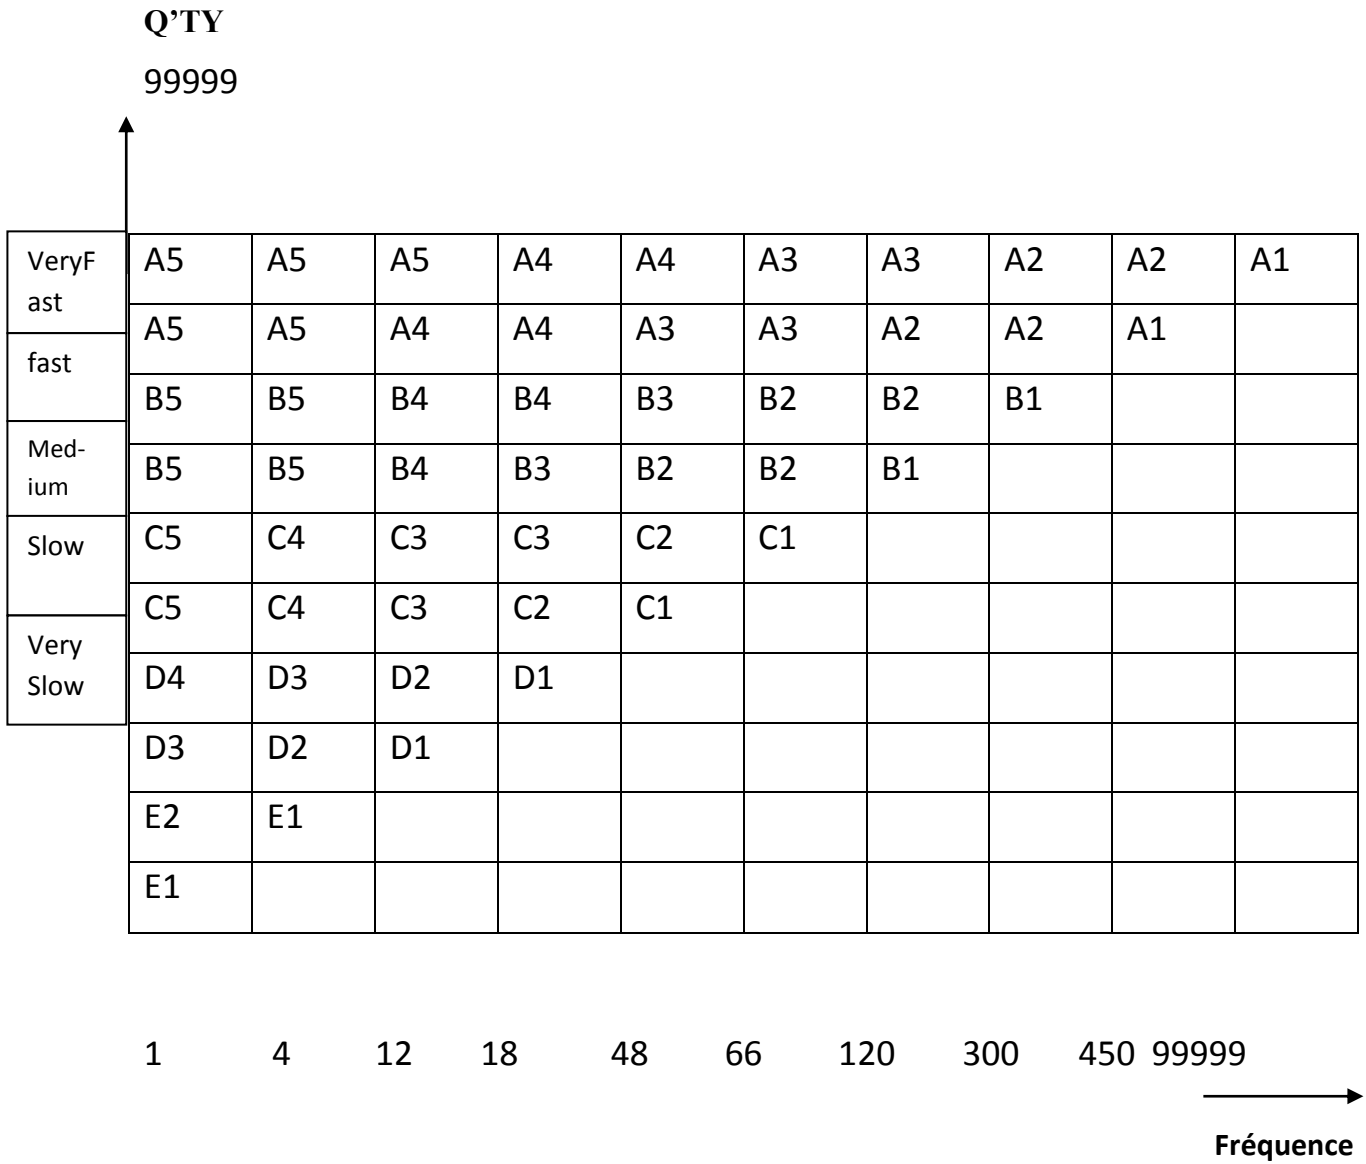 Q’TY
99999
VeryF
ast
A5 A5 A5 A4 A4 A3 A3 A2 A2 A1
fast
A5 A5 A4 A4 A3 A3 A2 A2 A1
B5 B5 B4 B4 B3 B2 B2 B1
Med-
ium
B5 B5 B4 B3 B2 B2 B1
Slow
C5 C4 C3 C3 C2 C1
C5 C4 C3 C2 C1
Very
Slow
D4 D3 D2 D1
D3 D2 D1
E2 E1
E1
1 4 12 18 48 66 120 300 450 99999
Fréquence